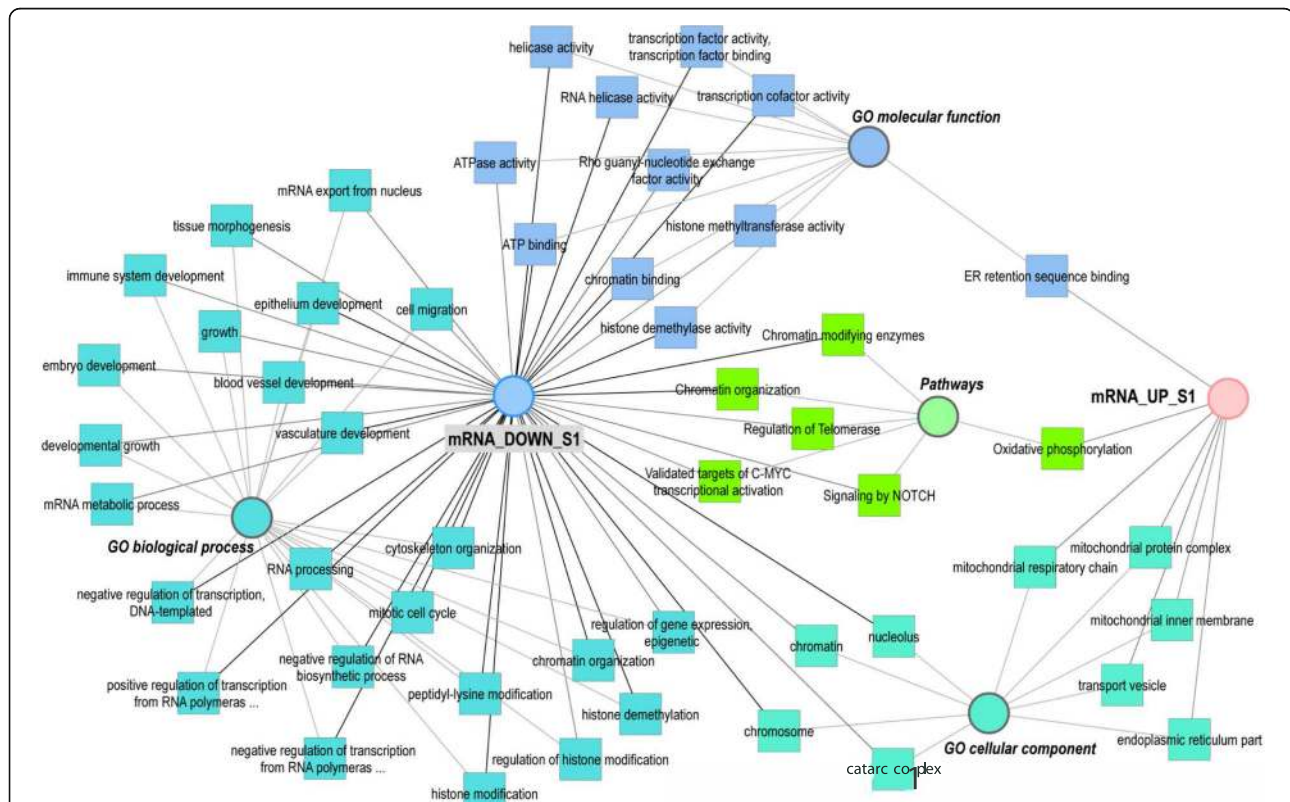 helicase activity
transcription factor activity,
transcription factor binding
RNA helicase activity
transcription cofactor activity
GO molecular function
ATPase activity
Rho guanyl-nucleotide exchange
factor activity
mRNA export from nucleus
tissue morphogenesis
histone methyltransferase activity
ATP binding
immune system development
chromatin binding
ER retention sequence binding
epithelium development
cell migration
growth
histone demethylase activity
Chromatin modifying enzymes
embryo development
blood vessel development
Chromatin organization
Pathways
mRNA_UP_S1
vasculature development
mRNA_DOWN_S1
Regulation of Telomerase
developmental growth
Oxidative phosphorylation
Validated targets of C-MYC
transcriptional activation
Signaling by NOTCH
mRNA metabolic process
GO biological process
cytoskeleton organization
mitochondrial protein complex
RNA processing
mitochondrial respiratory chain
negative regulation of transcription,
DNA-templated
mitotic cell cycle
regulation of gene expression,
epigenetic
nucleolus
mitochondrial inner membrane
chromatin
negative regulation of RNA
biosynthetic process
chromatin organization
positive regulation of transcription
from RNA polymeras ...
peptidyl-lysine modification
transport vesicle
histone demethylation
chromosome
GO cellular component
endoplasmic reticulum part
negative regulation of transcription
from RNA polymeras ...
regulation of histone modification
histone modification